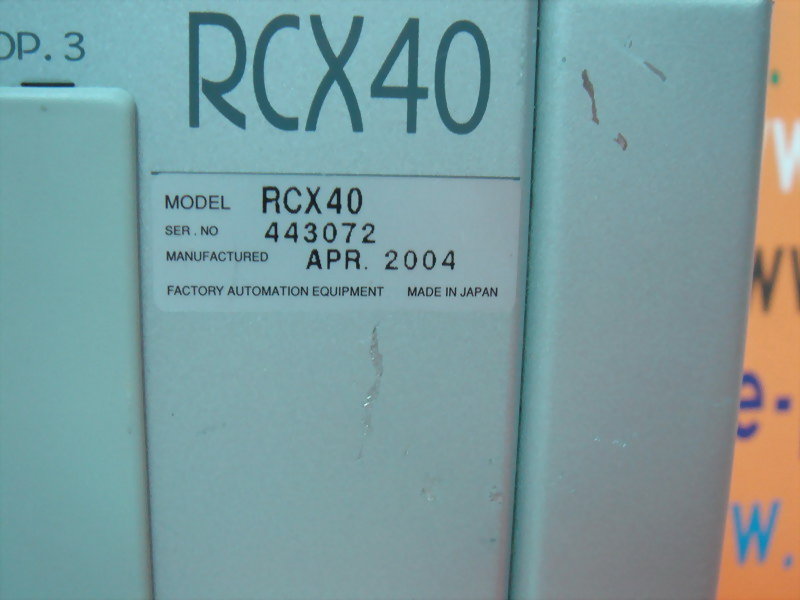 OP.3
RCX40
MODEL RCX40
SER. NO 443072
MANUFACTURED APR. 2004
FACTORY AUTOMATION EQUIPMENT MADE IN JAPAN
e-
w.